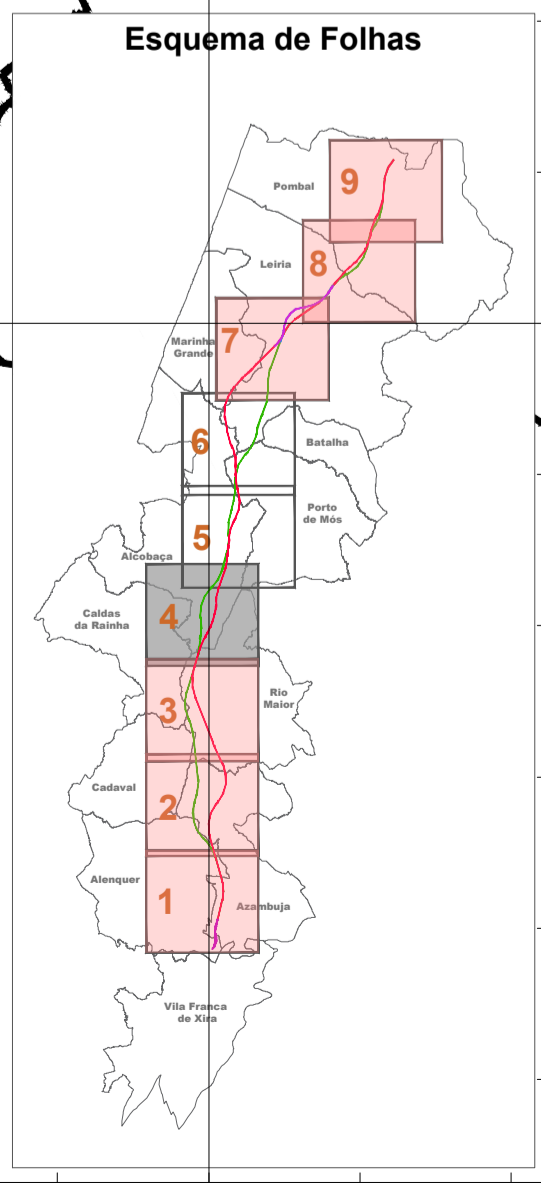 Esquema de Folhas
9
Pombal
8
Leiria
7
Marinha
Grande
6
Batalha
Porto
de Mós
5
Alcobaça
4
Caldas
da Rainha
3
Rio
Maior
Cadaval
2
Alenquer
1
Azambuja
Vila Franca
de Xira